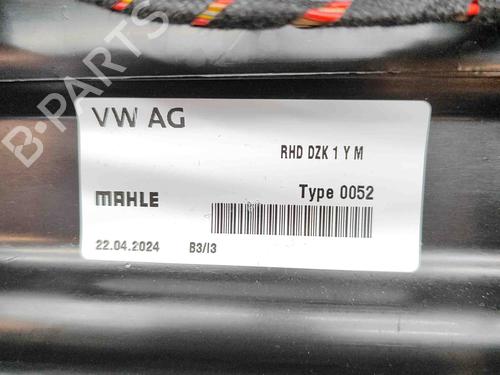 VW AG
RHD DZK 1 Y M
MAHLE
Type 0052
22.04.2024 B3/I3
B-PARTS